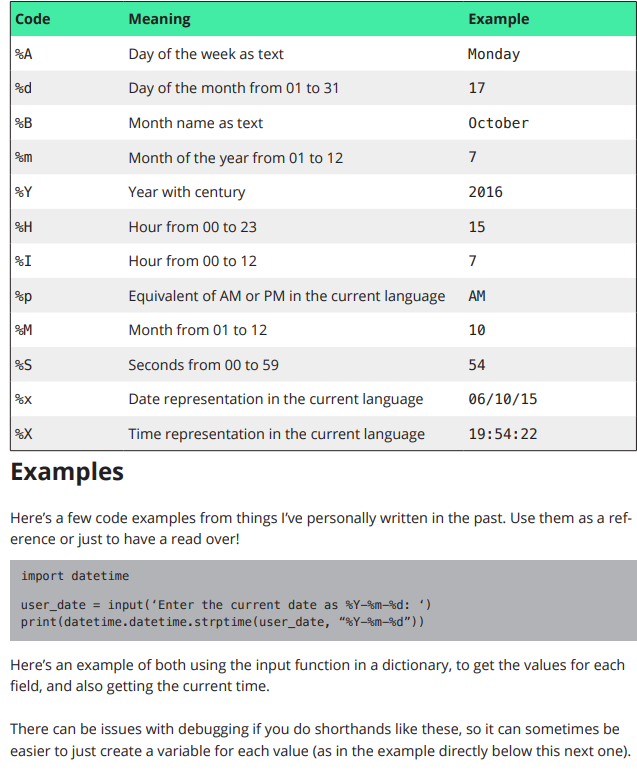 Code Meaning Example
%A Day of the week as text Monday
%d Day of the month from 01 to 31 17
%B Month name as text October
%m Month of the year from 01 to 12 7
%Y Year with century 2016
%H Hour from 00 to 23 15
%I Hour from 00 to 12 7
%p Equivalent of AM or PM in the current language AM
%M Month from 01 to 12 10
%S Seconds from 00 to 59 54
%x Date representation in the current language 06/10/15
%X Time representation in the current language 19:54:22
Examples
Here’s a few code examples from things I’ve personally written in the past. Use them as a ref-
erence or just to have a read over!
import datetime
user_date = input(‘Enter the current date as %Y-%m-%d: ‘)
print(datetime.datetime.strptime(user_date, “%Y-%m-%d”))
Here’s an example of both using the input function in a dictionary, to get the values for each
field, and also getting the current time.
There can be issues with debugging if you do shorthands like these, so it can sometimes be
easier to just create a variable for each value (as in the example directly below this next one).